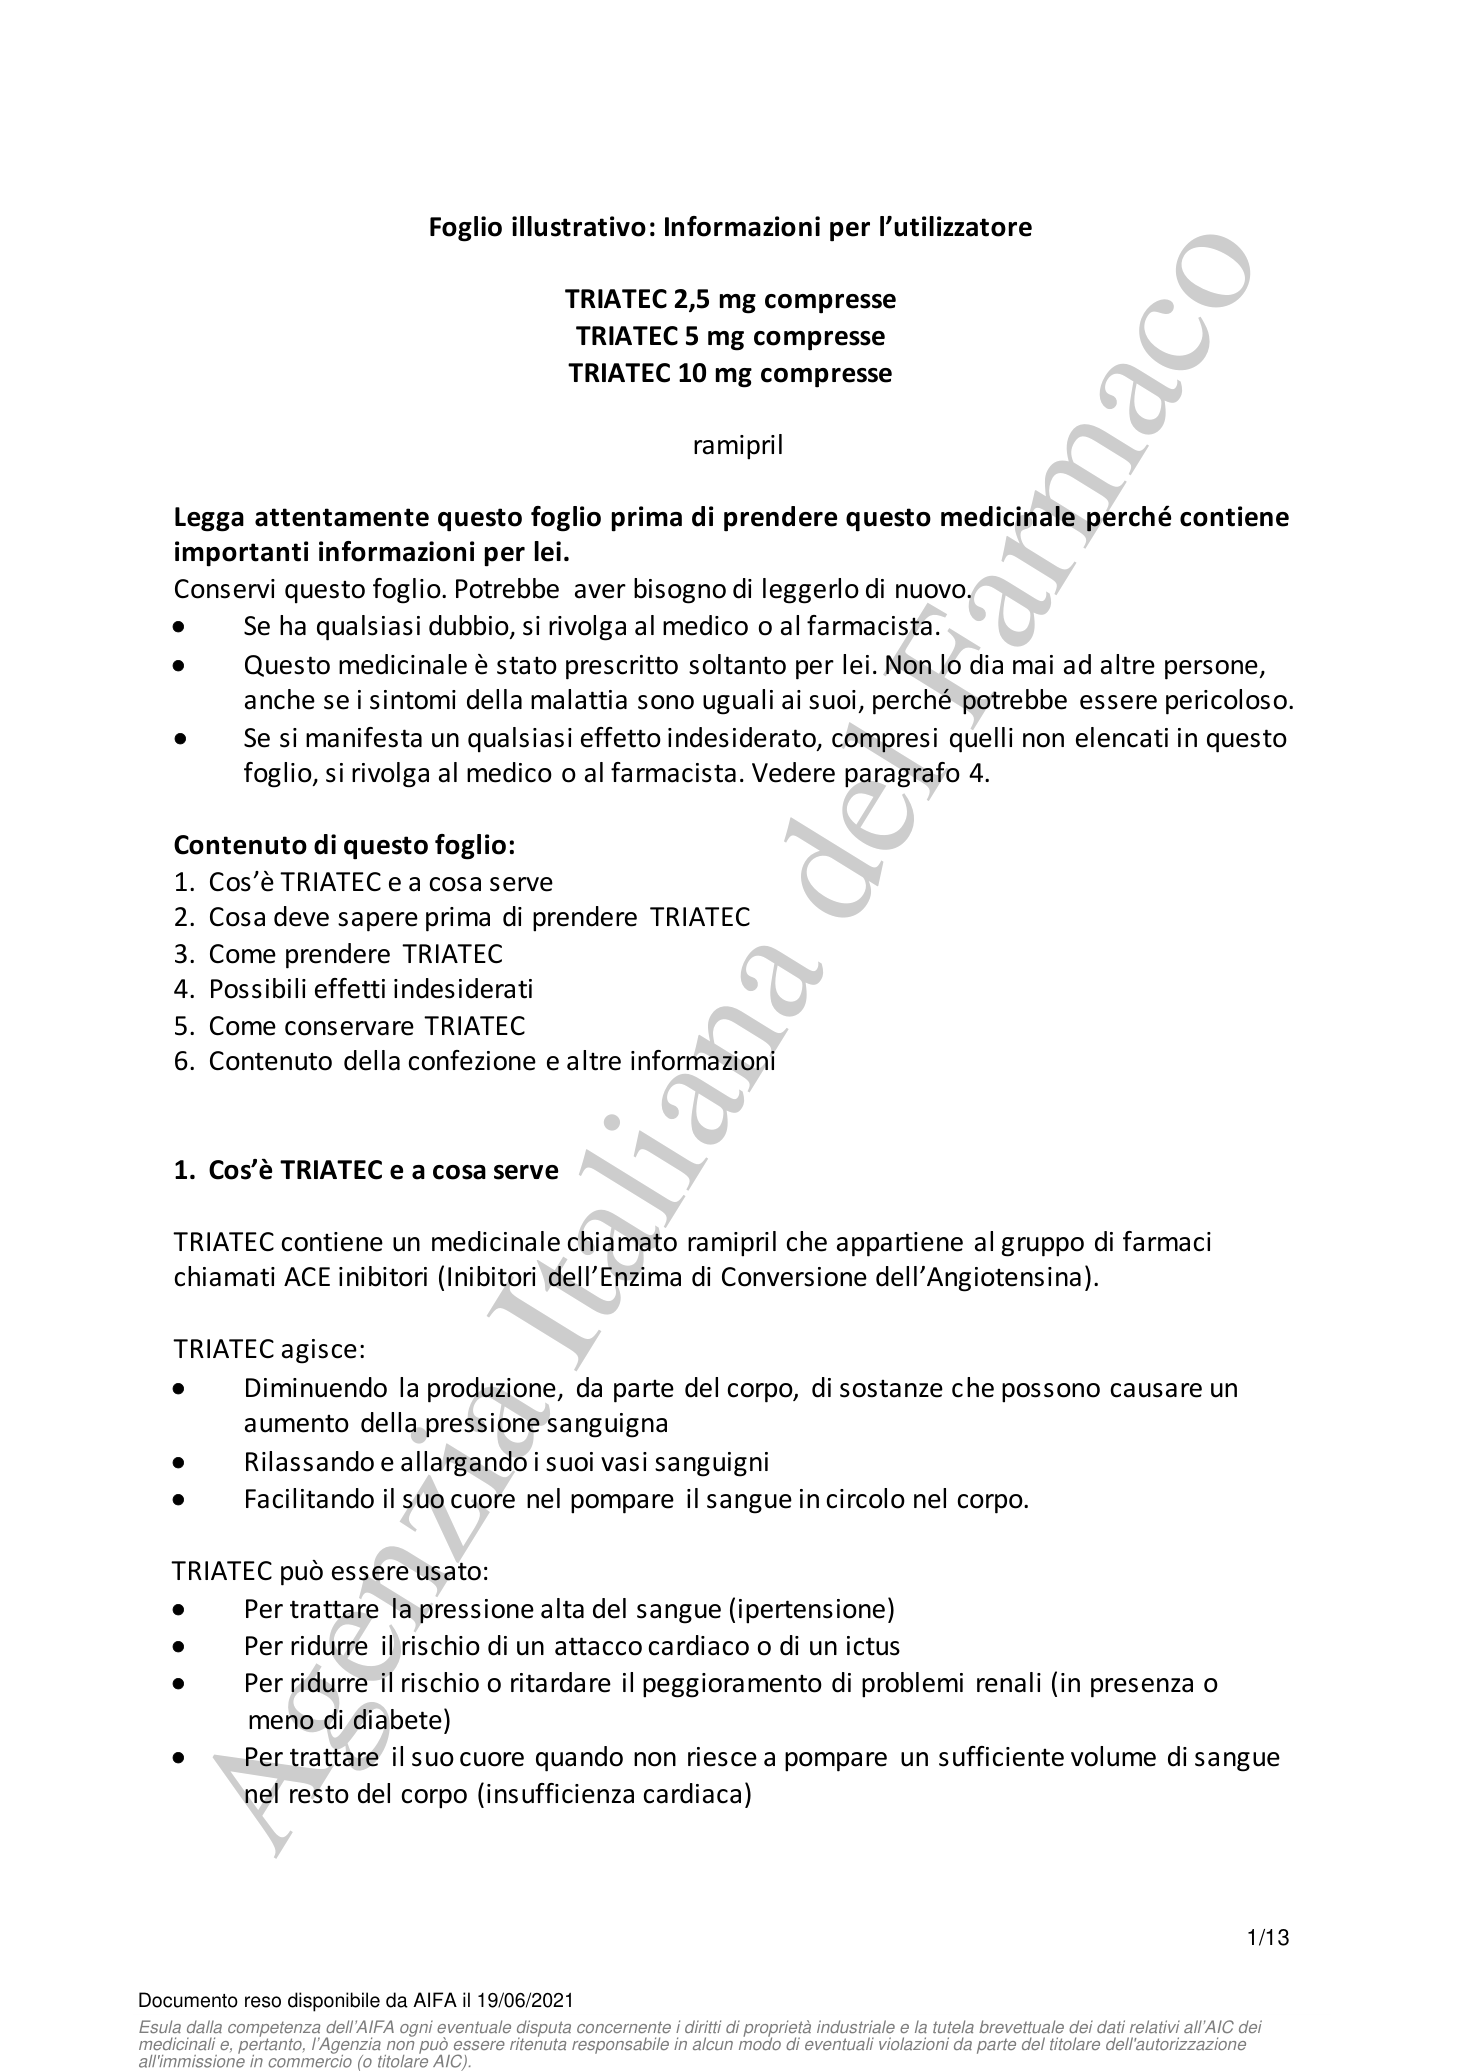 Foglio illustrativo: Informazioni per l’utilizzatore
TRIATEC 2,5 mg compresse
TRIATEC 5 mg compresse
TRIATEC 10 mg compresse
ramipril
Legga attentamente questo foglio prima di prendere questo medicinale perché contiene
importanti informazioni per lei.
Conservi questo foglio. Potrebbe aver bisogno di leggerlo di nuovo.
• Se ha qualsiasi dubbio, si rivolga al medico o al farmacista.
• Questo medicinale è stato prescritto soltanto per lei. Non lo dia mai ad altre persone,
anche se i sintomi della malattia sono uguali ai suoi, perché potrebbe essere pericoloso.
• Se si manifesta un qualsiasi effetto indesiderato, compresi quelli non elencati in questo
foglio, si rivolga al medico o al farmacista. Vedere paragrafo 4.
Contenuto di questo foglio:
1. Cos’è TRIATEC e a cosa serve
2. Cosa deve sapere prima di prendere TRIATEC
3. Come prendere TRIATEC
4. Possibili effetti indesiderati
5. Come conservare TRIATEC
6. Contenuto della confezione e altre informazioni
1. Cos’è TRIATEC e a cosa serve
TRIATEC contiene un medicinale chiamato ramipril che appartiene al gruppo di farmaci
chiamati ACE inibitori (Inibitori dell’Enzima di Conversione dell’Angiotensina).
TRIATEC agisce:
• Diminuendo la produzione, da parte del corpo, di sostanze che possono causare un
aumento della pressione sanguigna
• Rilassando e allargando i suoi vasi sanguigni
• Facilitando il suo cuore nel pompare il sangue in circolo nel corpo.
TRIATEC può essere usato:
• Per trattare la pressione alta del sangue (ipertensione)
• Per ridurre il rischio di un attacco cardiaco o di un ictus
• Per ridurre il rischio o ritardare il peggioramento di problemi renali (in presenza o
meno di diabete)
• Per trattare il suo cuore quando non riesce a pompare un sufficiente volume di sangue
nel resto del corpo (insufficienza cardiaca)
Agenzia Italiana del Farmaco
1/13
Documento reso disponibile da AIFA il 19/06/2021
Esula dalla competenza dell’AIFA ogni eventuale disputa concernente i diritti di proprietà industriale e la tutela brevettuale dei dati relativi all’AIC dei
medicinali e, pertanto, l’Agenzia non può essere ritenuta responsabile in alcun modo di eventuali violazioni da parte del titolare dell'autorizzazione
all'immissione in commercio (o titolare AIC).